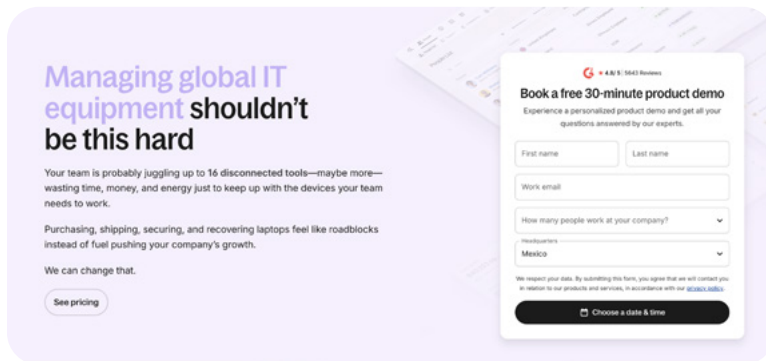 Managing global IT
equipment shouldn't
be this hard
Your team is probably juggling up to 16 disconnected tools—maybe more—
wasting time, money, and energy just to keep up with the devices your team
needs to work.
Purchasing, shipping, securing, and recovering laptops feel like roadblocks
instead of fuel pushing your company's growth.
We can change that.
See pricing
4.8/ 5 | 5643 Reviews
Book a free 30-minute product demo
Experience a personalized product demo and get all your
questions answered by our experts.
First name
Last name
Work email
How many people work at your company?
Headquarters
Mexico
We respect your data. By submitting this form, you agree that we will contact you
in relation to our products and services, in accordance with our privacy policy.
Choose a date & time